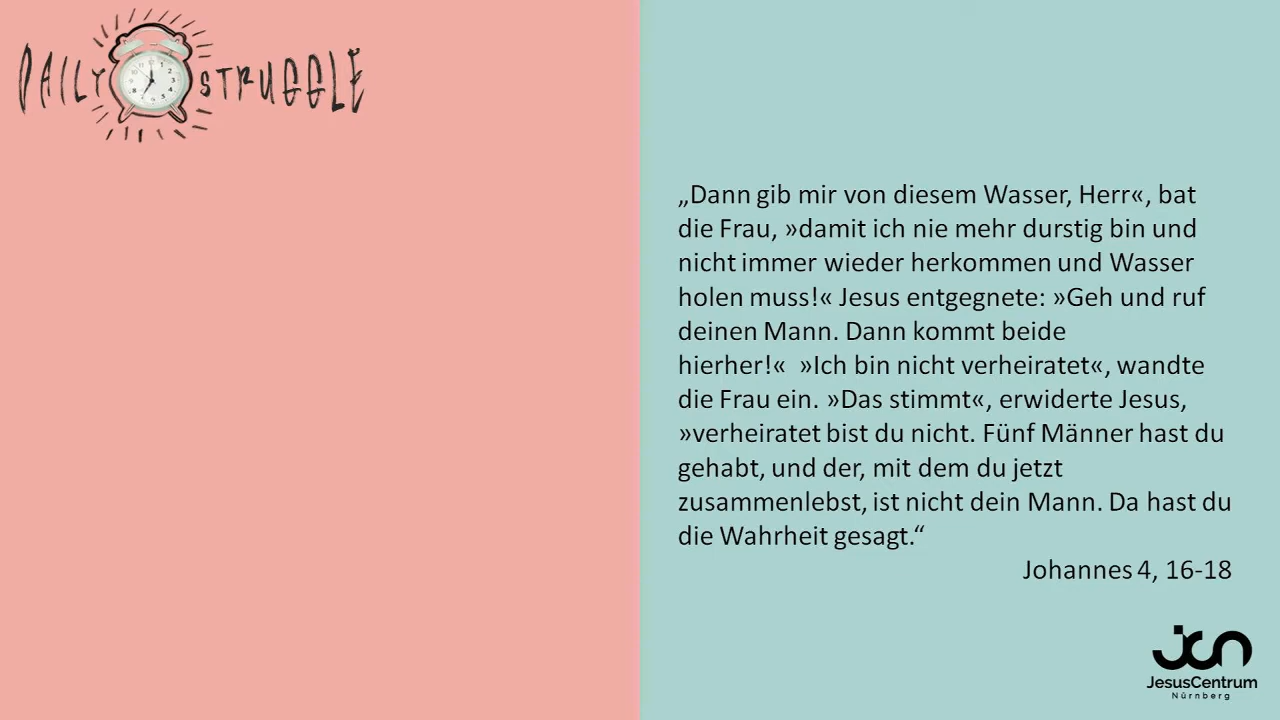 DAILY STRUGGLE
„Dann gib mir von diesem Wasser, Herr«, bat
die Frau, »damit ich nie mehr durstig bin und
nicht immer wieder herkommen und Wasser
holen muss!« Jesus entgegnete: »Geh und ruf
deinen Mann. Dann kommt beide
hierher!«  »Ich bin nicht verheiratet«, wandte
die Frau ein. »Das stimmt«, erwiderte Jesus,
»verheiratet bist du nicht. Fünf Männer hast du
gehabt, und der, mit dem du jetzt
zusammenlebst, ist nicht dein Mann. Da hast du
die Wahrheit gesagt.“
Johannes 4, 16-18
jcn
JesusCentrum
Nürnberg